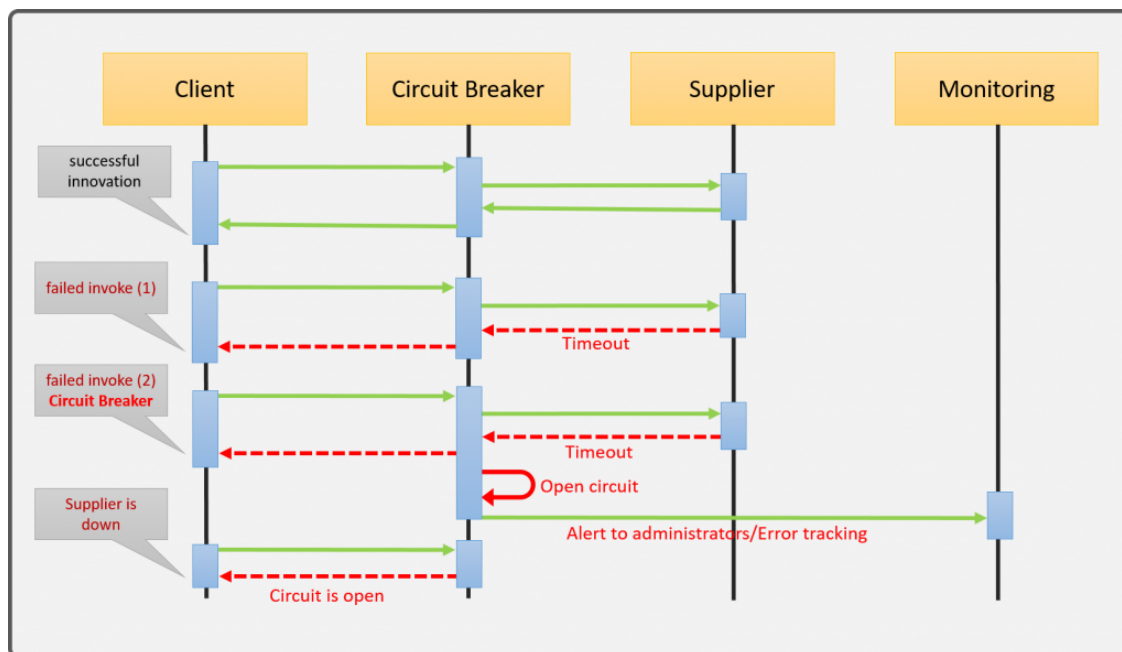 Client
Circuit Breaker
Supplier
Monitoring
successful
innovation
failed invoke (1)
Timeout
failed invoke (2)
Circuit Breaker
Timeout
Open circuit
Supplier is
down
Alert to administrators/Error tracking
Circuit is open